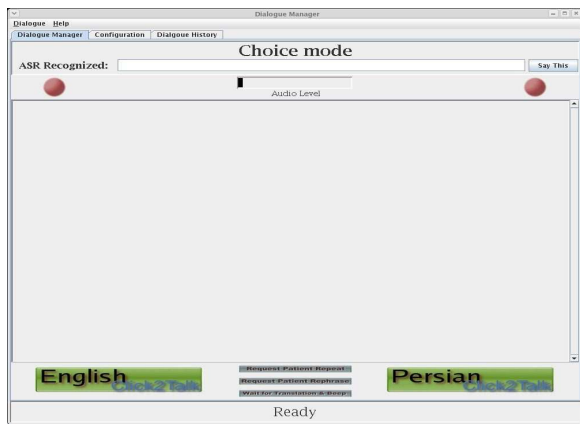 Dialogue Manager
Dialogue Help
Dialogue Manager Configuration Dialgoue History
Choice mode
ASR Recognized: Say This
Audio Level
English Click2Talk
Request Patient Repeat
Request Patient Rephrase
Wait for Translation & Beep
Persian Click2Talk
Ready